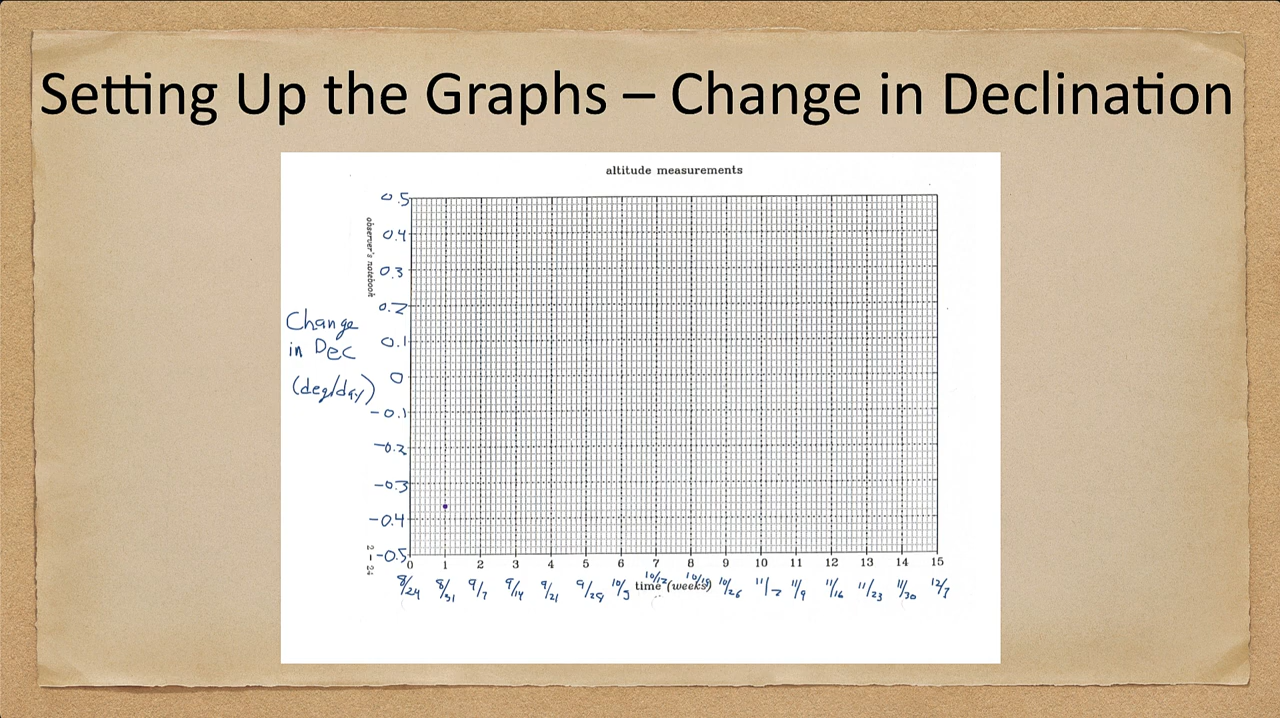 Setting Up the Graphs – Change in Declination
altitude measurements
observer's notebook
Change
in Dec
(deg/day)
0.5
0.4
0.3
0.2
0.1
0
-0.1
-0.2
-0.3
-0.4
-0.5
2 - 24
0 1 2 3 4 5 6 7 8 9 10 11 12 13 14 15
time (weeks)
8/24 8/31 9/7 9/14 9/21 9/28 10/5 10/12 10/19 10/26 11/2 11/9 11/16 11/23 11/30 12/7